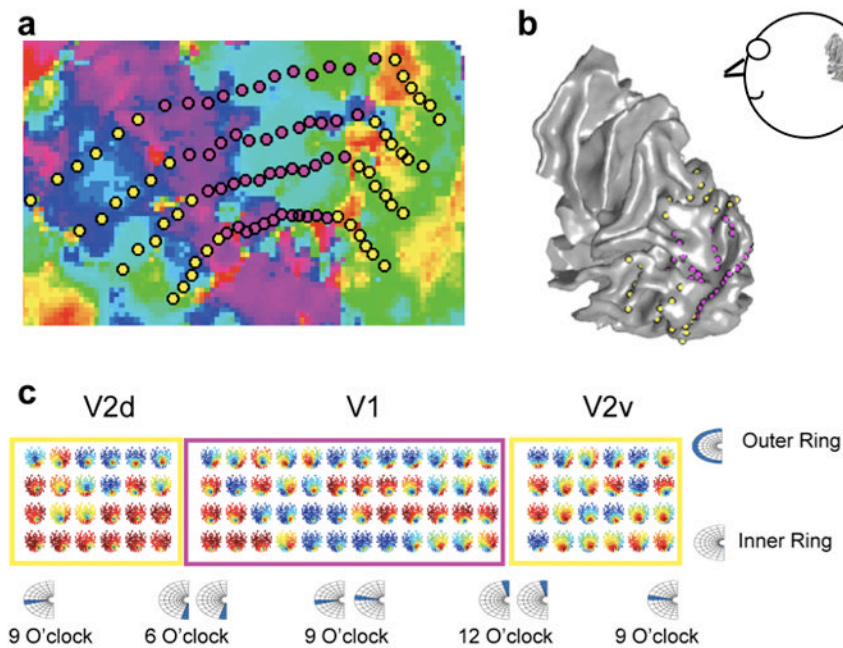 a
b
c
V2d V1 V2v
Outer Ring
Inner Ring
9 O'clock 6 O'clock 9 O'clock 12 O'clock 9 O'clock